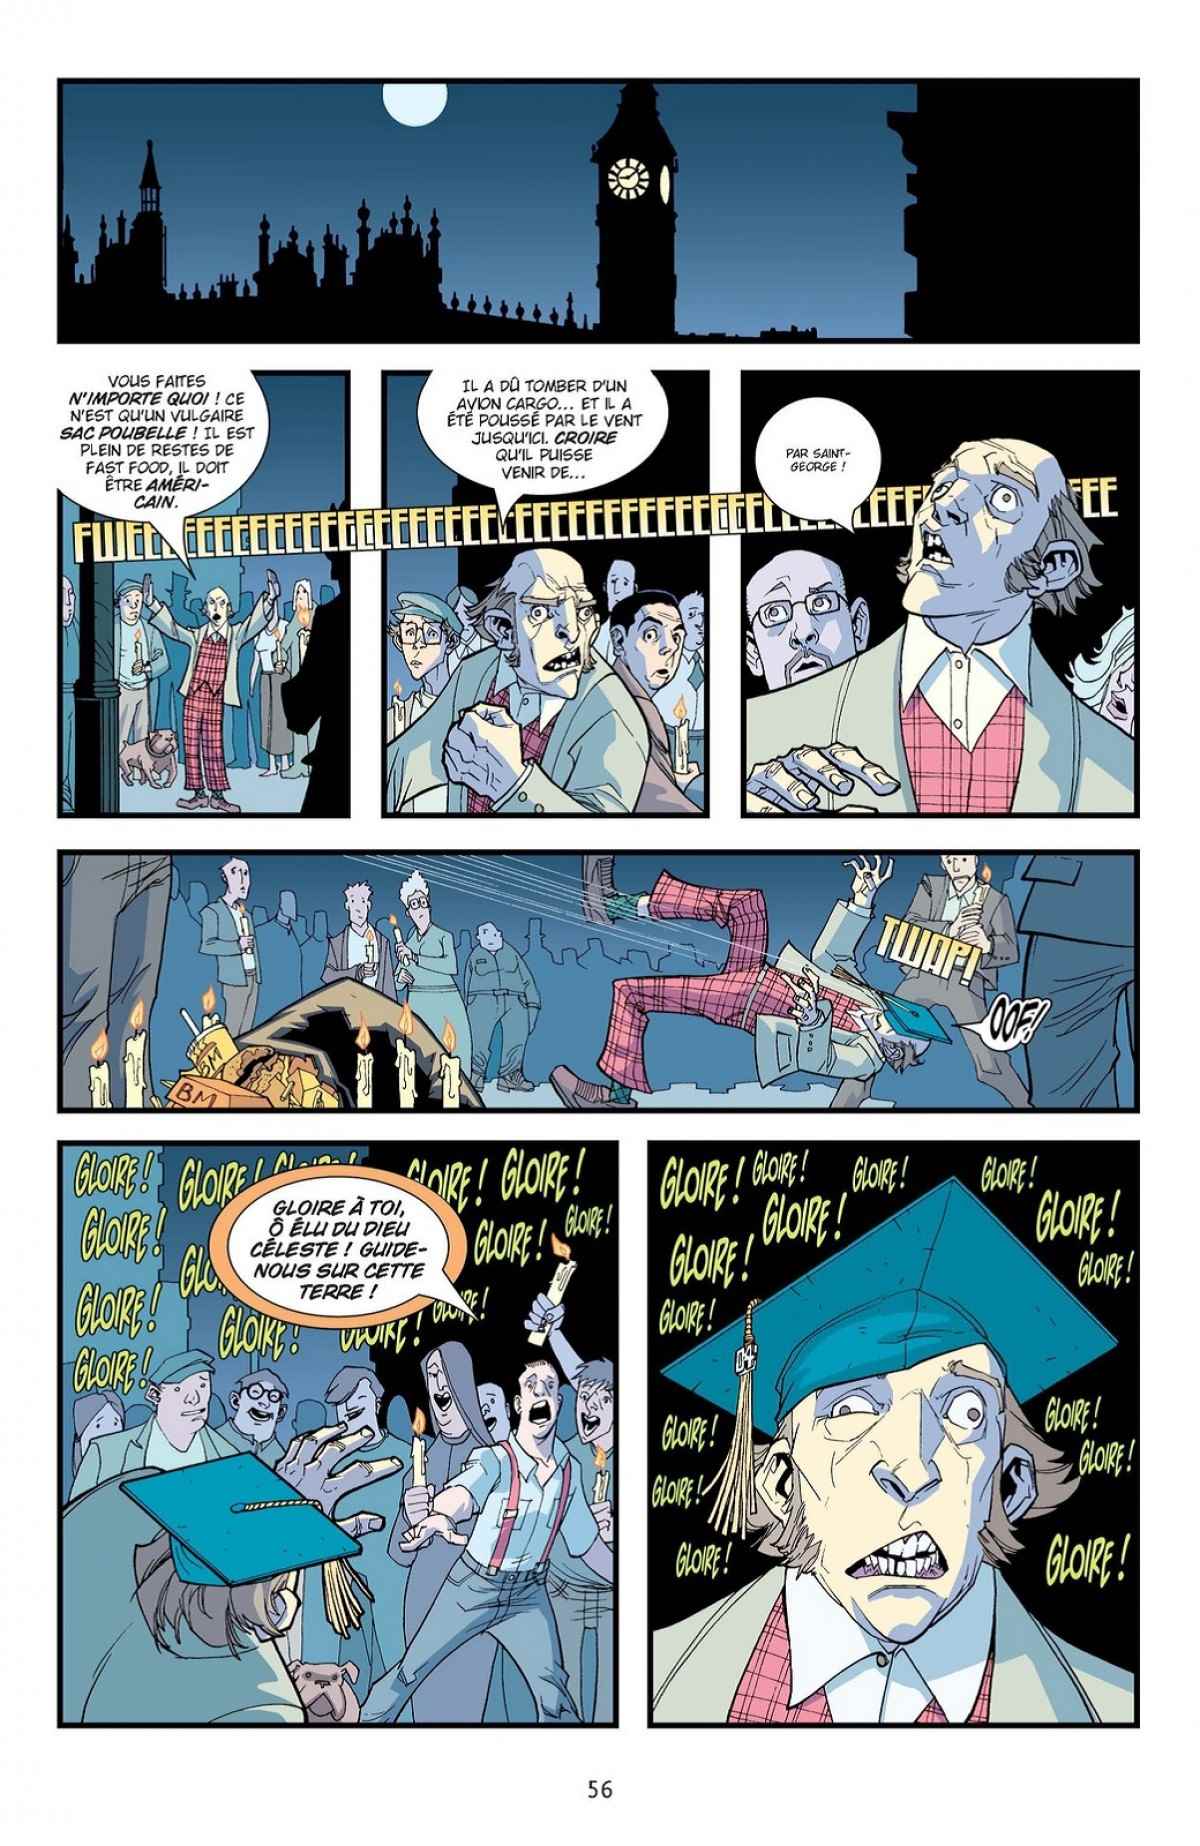 VOUS FAITES
N'IMPORTE QUOI ! CE
N'EST QU'UN VULGAIRE
SAC POUBELLE ! IL EST
PLEIN DE RESTES DE
FAST FOOD, IL DOIT
ÊTRE AMÉRI-
CAIN.
IL A DÛ TOMBER D'UN
AVION CARGO... ET IL A
ÉTÉ POUSSÉ PAR LE VENT
JUSQU'ICI. CROIRE
QU'IL PUISSE
VENIR DE...
PAR SAINT-
GEORGE !
TWAP!
OOF!
BM
BM
GLOIRE ! GLOIRE ! GLOIRE !
GLOIRE ! GLOIRE ! GLOIRE !
GLOIRE ! GLOIRE !
GLOIRE ! GLOIRE !
GLOIRE À TOI,
Ô ÉLU DU DIEU
CÉLESTE ! GUIDE-
NOUS SUR CETTE
TERRE !
GLOIRE ! GLOIRE ! GLOIRE ! GLOIRE !
GLOIRE ! GLOIRE !
GLOIRE ! GLOIRE !
GLOIRE !
GLOIRE ! GLOIRE !
GLOIRE ! GLOIRE !
GLOIRE ! GLOIRE !
04
56